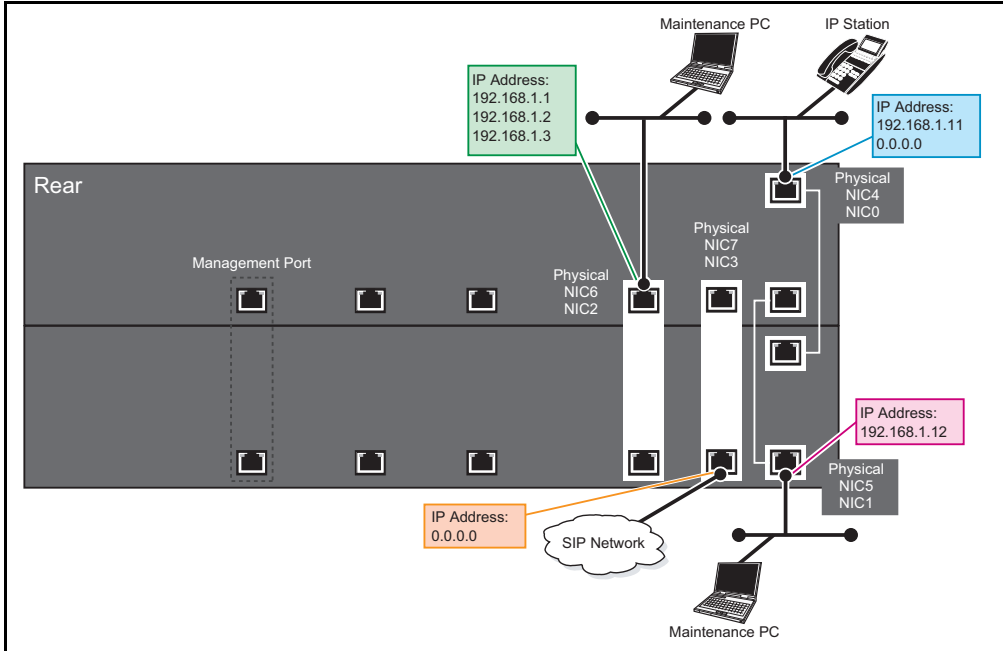 Maintenance PC
IP Station
IP Address:
192.168.1.1
192.168.1.2
192.168.1.3
IP Address:
192.168.1.11
0.0.0.0
Rear
Physical
NIC4
NIC0
Physical
NIC7
NIC3
Management Port
Physical
NIC6
NIC2
IP Address:
192.168.1.12
Physical
NIC5
NIC1
IP Address:
0.0.0.0
SIP Network
Maintenance PC